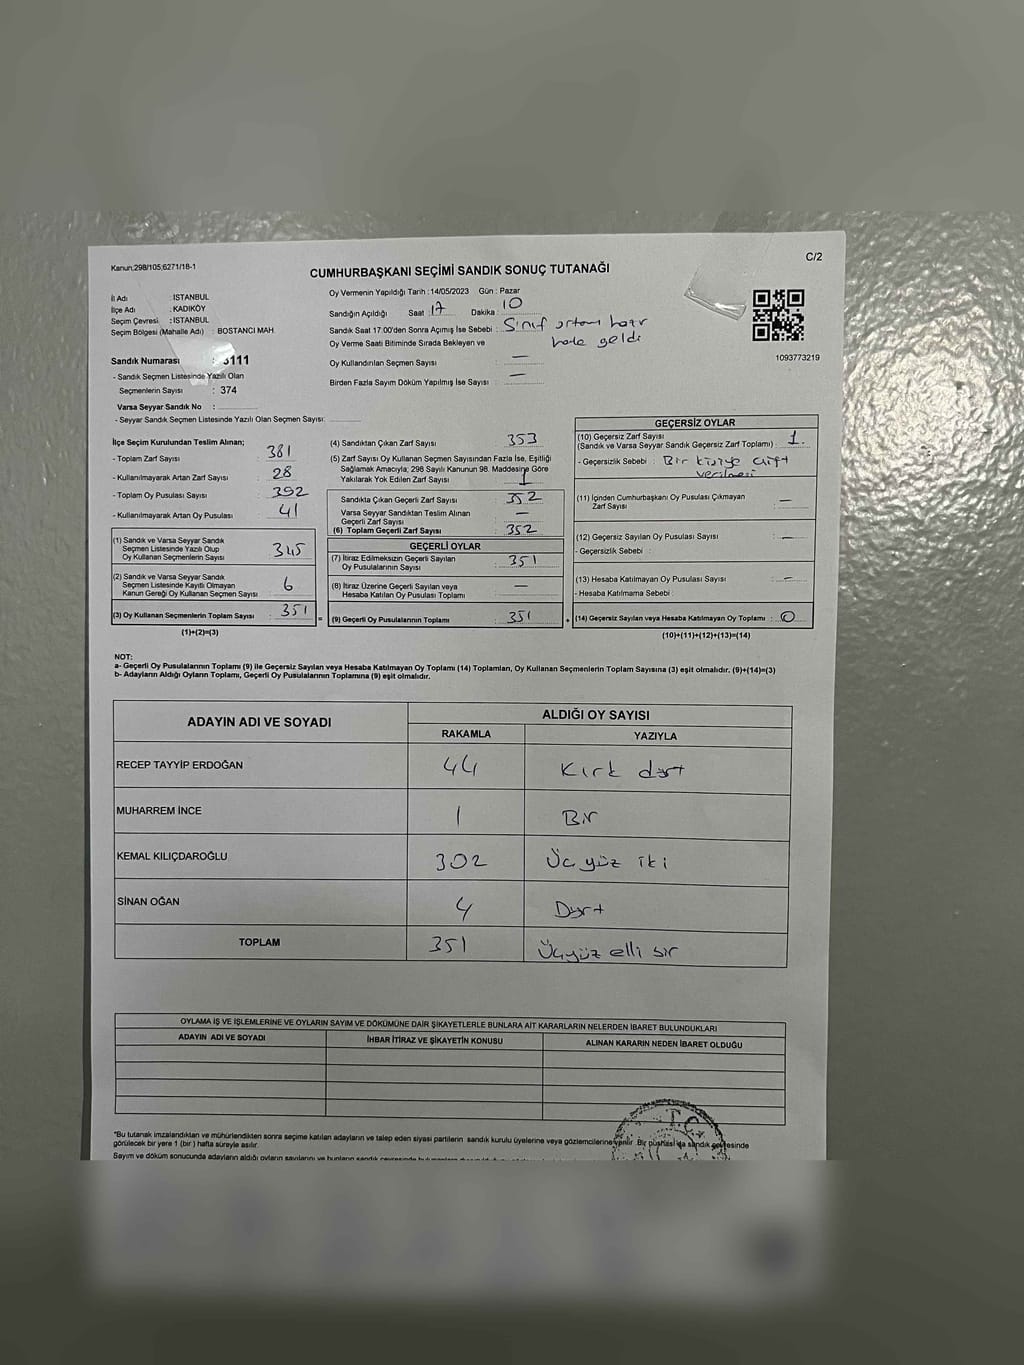 Kanun,298/105;6271/18-1
C/2
CUMHURBAŞKANI SEÇİMİ SANDIK SONUÇ TUTANAĞI
İl Adı : İSTANBUL
İlçe Adı : KADIKÖY
Seçim Çevresi : İSTANBUL
Seçim Bölgesi (Mahalle Adı) : BOSTANCI MAH.
Sandık Numarası : 3111
- Sandık Seçmen Listesinde Yazılı Olan
Seçmenlerin Sayısı : 374
Varsa Seyyar Sandık No :
- Seyyar Sandık Seçmen Listesinde Yazılı Olan Seçmen Sayısı:
Oy Vermenin Yapıldığı Tarih : 14/05/2023 Gün : Pazar
Sandığın Açıldığı Saat : 17 Dakika : 10
Sandık Saat 17:00'den Sonra Açımış İse Sebebi : Sınıf ortamı hazır
hale geldi
Oy Verme Saati Bitiminde Sırada Bekleyen ve
Oy Kullandırılan Seçmen Sayısı : —
Birden Fazla Sayım Döküm Yapılmış İse Sayısı : —
1093773219
İlçe Seçim Kurulundan Teslim Alınan;
- Toplam Zarf Sayısı : 381
- Kullanılmayarak Artan Zarf Sayısı : 28
- Toplam Oy Pusulası Sayısı : 392
- Kullanılmayarak Artan Oy Pusulası : 41
(1) Sandık ve Varsa Seyyar Sandık
Seçmen Listesinde Yazılı Olup
Oy Kullanan Seçmenlerin Sayısı : 345
(2) Sandık ve Varsa Seyyar Sandık
Seçmen Listesinde Kayıtlı Olmayan
Kanun Gereği Oy Kullanan Seçmen Sayısı : 6
(3) Oy Kullanan Seçmenlerin Toplam Sayısı : 351
(1)+(2)=(3)
(4) Sandıktan Çıkan Zarf Sayısı : 353
(5) Zarf Sayısı Oy Kullanan Seçmen Sayısından Fazla İse, Eşitliği
Sağlamak Amacıyla; 298 Sayılı Kanunun 98. Maddesine Göre
Yakılarak Yok Edilen Zarf Sayısı : 1
Sandıkta Çıkan Geçerli Zarf Sayısı : 352
Varsa Seyyar Sandıktan Teslim Alınan
Geçerli Zarf Sayısı : —
(6) Toplam Geçerli Zarf Sayısı : 352
GEÇERLİ OYLAR
(7) İtiraz Edilmeksizin Geçerli Sayılan
Oy Pusulalarının Sayısı : 351
(8) İtiraz Üzerine Geçerli Sayılan veya
Hesaba Katılan Oy Pusulası Toplamı : —
= (9) Geçerli Oy Pusulalarının Toplamı : 351
GEÇERSİZ OYLAR
(10) Geçersiz Zarf Sayısı
(Sandık ve Varsa Seyyar Sandık Geçersiz Zarf Toplamı) : 1.
- Geçersizlik Sebebi : Bir kişiye çift
verilmesi
(11) İçinden Cumhurbaşkanı Oy Pusulası Çıkmayan
Zarf Sayısı : —
(12) Geçersiz Sayılan Oy Pusulası Sayısı : —
- Geçersizlik Sebebi :
(13) Hesaba Katılmayan Oy Pusulası Sayısı : —
- Hesaba Katılmama Sebebi :
+ (14) Geçersiz Sayılan veya Hesaba Katılmayan Oy Toplamı : 0
(10)+(11)+(12)+(13)=(14)
NOT:
a- Geçerli Oy Pusulalarının Toplamı (9) ile Geçersiz Sayılan veya Hesaba Katılmayan Oy Toplamı (14) Toplamları, Oy Kullanan Seçmenlerin Toplam Sayısına (3) eşit olmalıdır. (9)+(14)=(3)
b- Adayların Aldığı Oyların Toplamı, Geçerli Oy Pusulalarının Toplamına (9) eşit olmalıdır.
ADAYIN ADI VE SOYADI ALDIĞI OY SAYISI
RAKAMLA YAZIYLA
RECEP TAYYİP ERDOĞAN 44 Kırk dört
MUHARREM İNCE 1 Bir
KEMAL KILIÇDAROĞLU 302 Üç yüz iki
SİNAN OĞAN 4 Dört
TOPLAM 351 Üçyüz elli bir
OYLAMA İŞ VE İŞLEMLERİNE VE OYLARIN SAYIM VE DÖKÜMÜNE DAİR ŞİKAYETLERLE BUNLARA AİT KARARLARIN NELERDEN İBARET BULUNDUKLARI
ADAYIN ADI VE SOYADI İHBAR İTİRAZ VE ŞİKAYETİN KONUSU ALINAN KARARIN NEDEN İBARET OLDUĞU
*Bu tutanak imzalandıktan ve mühürlendikten sonra seçime katılan adayların ve talep eden siyasi partilerin sandık kurulu üyelerine veya gözlemcilerine verilir. Bir nüshası da sandık çevresinde
görülecek bir yere 1 (bir) hafta süreyle asılır.
Sayım ve döküm sonucunda adayların aldığı oyların sayılarını ve bunların sandık çevresinde
T.C.